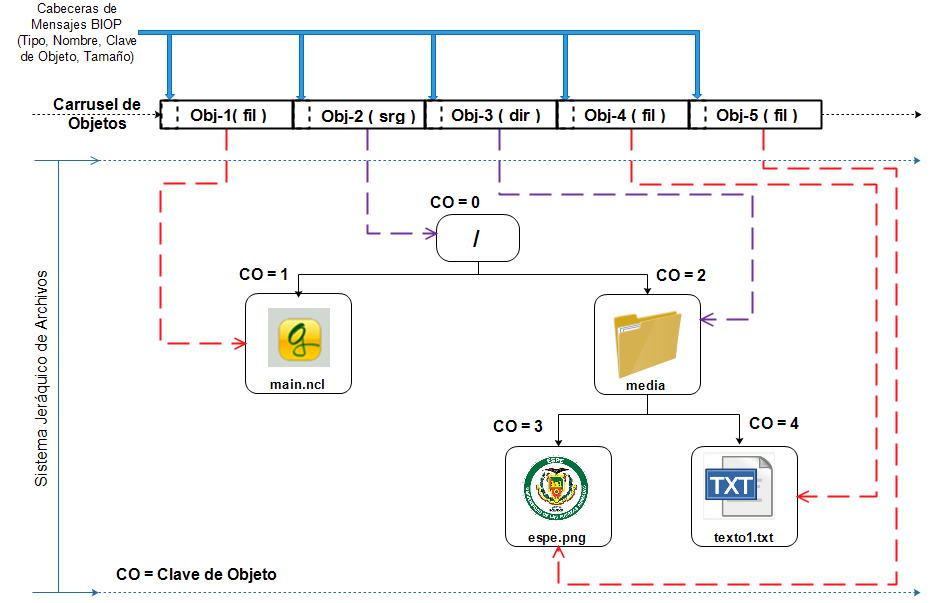 Cabeceras de
Mensajes BIOP
(Tipo, Nombre, Clave
de Objeto, Tamaño)
Carrusel de
Objetos
Obj-1( fil )
Obj-2 ( srg )
Obj-3 ( dir )
Obj-4 ( fil )
Obj-5 ( fil )
CO = 0
/
CO = 1
CO = 2
main.ncl
media
Sistema Jeráquico de Archivos
CO = 3
CO = 4
ESPE
TXT
espe.png
texto1.txt
CO = Clave de Objeto